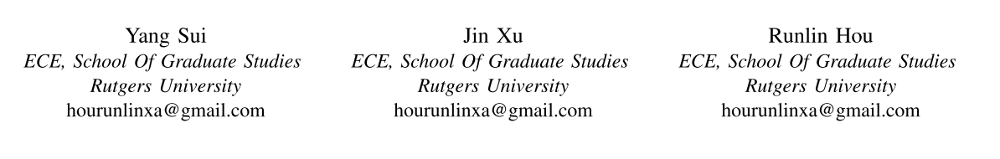 Yang Sui
ECE, School Of Graduate Studies
Rutgers University
hourunlinxa@gmail.com
Jin Xu
ECE, School Of Graduate Studies
Rutgers University
hourunlinxa@gmail.com
Runlin Hou
ECE, School Of Graduate Studies
Rutgers University
hourunlinxa@gmail.com